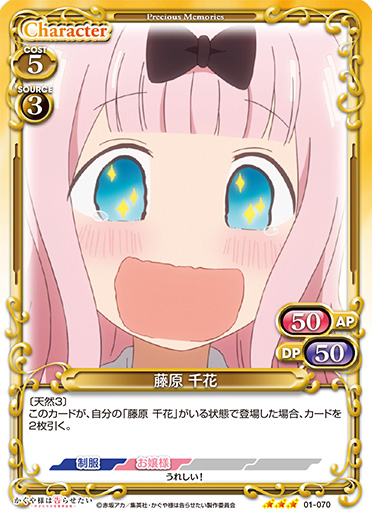 Precious Memories
Character
COST
5
SOURCE
3
50 AP
DP 50
藤原 千花
［天然3］
このカードが、自分の「藤原 千花」がいる状態で登場した場合、カードを
2枚引く。
制服 お嬢様
うれしい！
かぐや様は告らせたい
©赤坂アカ／集英社・かぐや様は告らせたい製作委員会
01-070